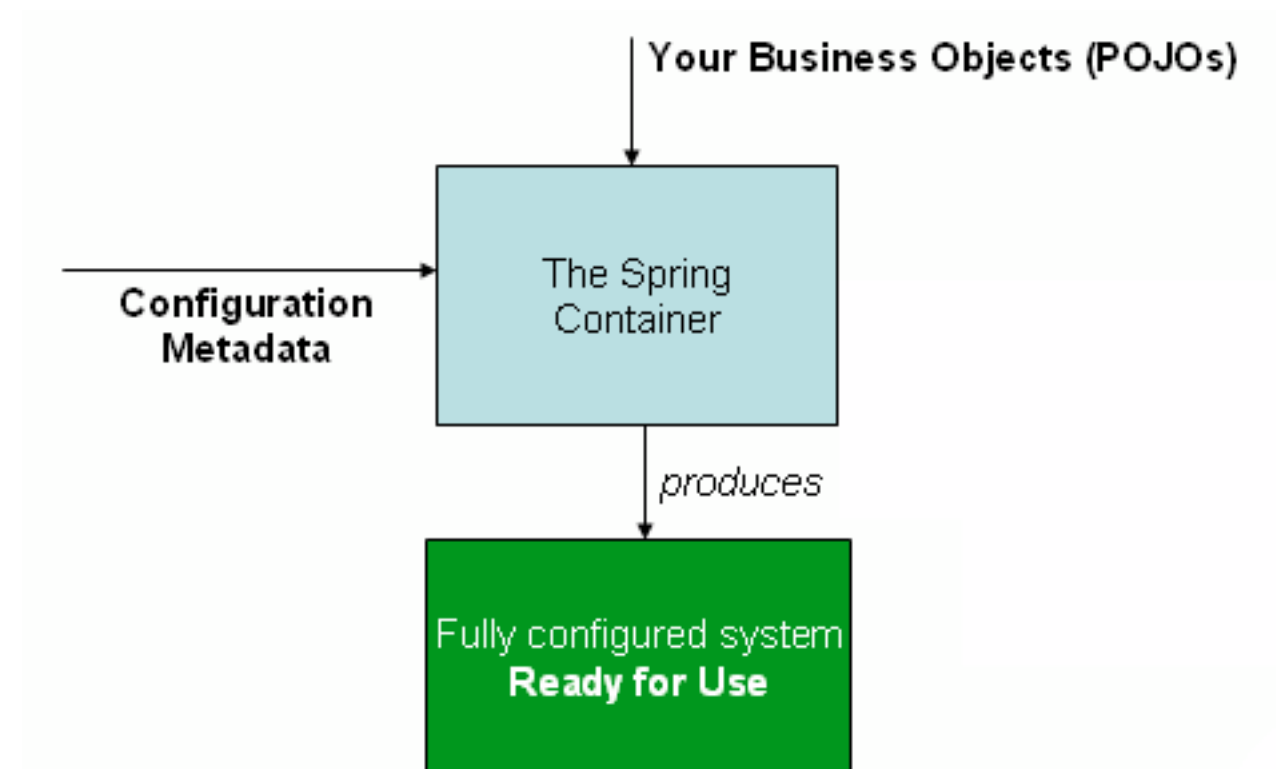 Your Business Objects (POJOs)
The Spring
Container
Configuration
Metadata
produces
Fully configured system
Ready for Use